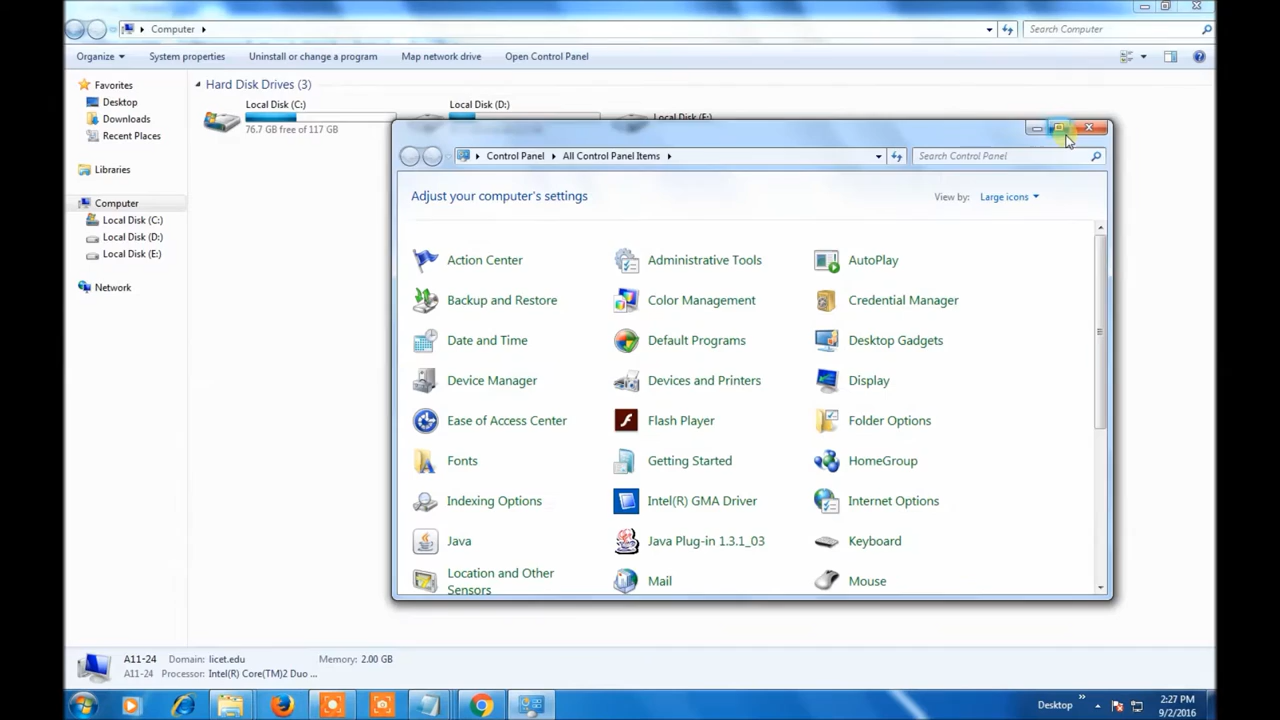 Computer
Search Computer
Organize System properties Uninstall or change a program Map network drive Open Control Panel
Favorites
Desktop
Downloads
Recent Places
Libraries
Computer
Local Disk (C:)
Local Disk (D:)
Local Disk (E:)
Network
Hard Disk Drives (3)
Local Disk (C:)
76.7 GB free of 117 GB
Local Disk (D:)
Local Disk (E:)
Control Panel All Control Panel Items
Search Control Panel
Adjust your computer's settings
View by: Large icons
Action Center Administrative Tools AutoPlay
Backup and Restore Color Management Credential Manager
Date and Time Default Programs Desktop Gadgets
Device Manager Devices and Printers Display
Ease of Access Center Flash Player Folder Options
Fonts Getting Started HomeGroup
Indexing Options Intel(R) GMA Driver Internet Options
Java Java Plug-in 1.3.1_03 Keyboard
Location and Other
Sensors
Mail Mouse
A11-24 Domain: licet.edu Memory: 2.00 GB
A11-24 Processor: Intel(R) Core(TM)2 Duo ...
Desktop
2:27 PM
9/2/2016